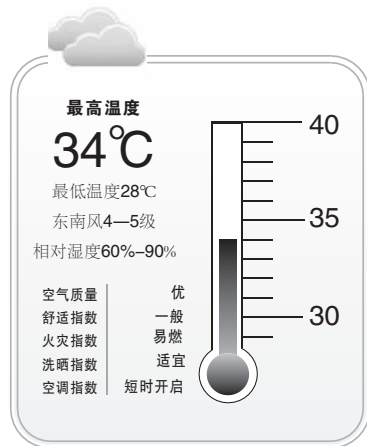 最高温度
34℃
最低温度28℃
东南风4—5级
相对湿度60%–90%
空气质量 优
舒适指数 一般
火灾指数 易燃
洗晒指数 适宜
空调指数 短时开启
40
35
30